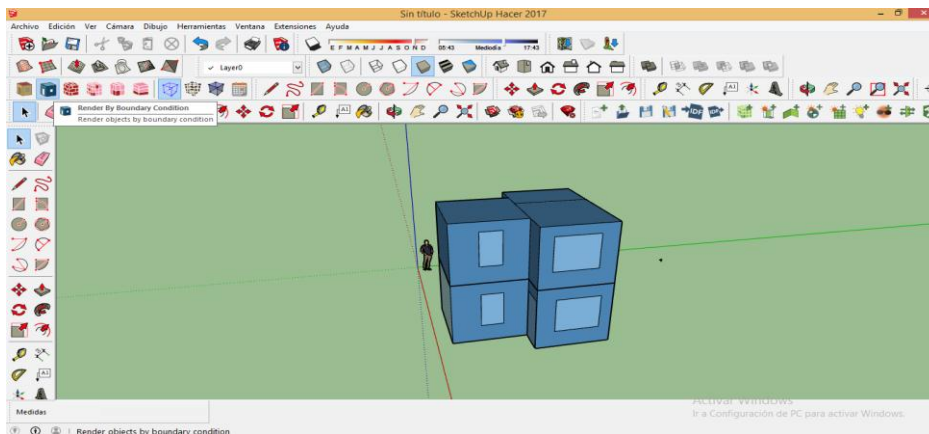 Sin título - SketchUp Hacer 2017
Archivo Edición Ver Cámara Dibujo Herramientas Ventana Extensiones Ayuda
E F M A M J J A S O N D 05:43 Mediodía 17:43
Layer0
Render By Boundary Condition
Render objects by boundary condition
Medidas
Activar Windows
Ir a Configuración de PC para activar Windows.
Render objects by boundary condition